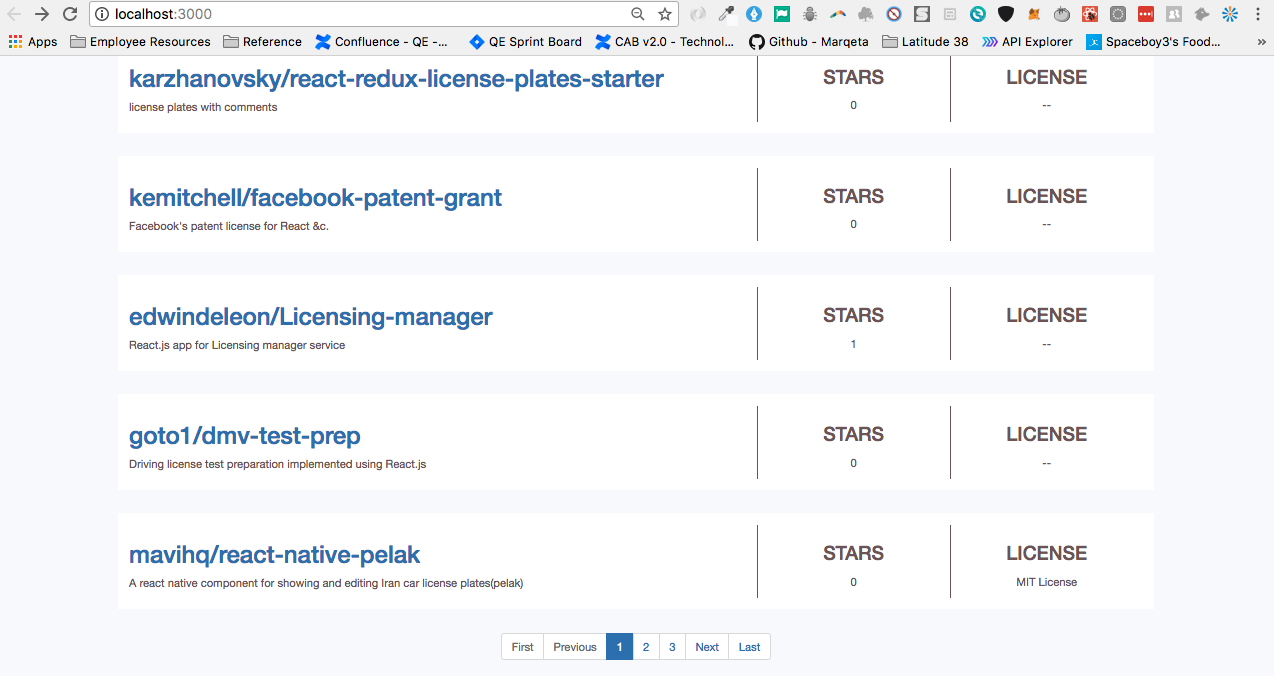 localhost:3000
Apps Employee Resources Reference Confluence - QE -... QE Sprint Board CAB v2.0 - Technol... Github - Marqeta Latitude 38 API Explorer Spaceboy3's Food... »
karzhanovsky/react-redux-license-plates-starter STARS LICENSE
license plates with comments 0 --
kemitchell/facebook-patent-grant STARS LICENSE
Facebook's patent license for React &c. 0 --
edwindeleon/Licensing-manager STARS LICENSE
React.js app for Licensing manager service 1 --
goto1/dmv-test-prep STARS LICENSE
Driving license test preparation implemented using React.js 0 --
mavihq/react-native-pelak STARS LICENSE
A react native component for showing and editing Iran car license plates(pelak) 0 MIT License
First Previous 1 2 3 Next Last